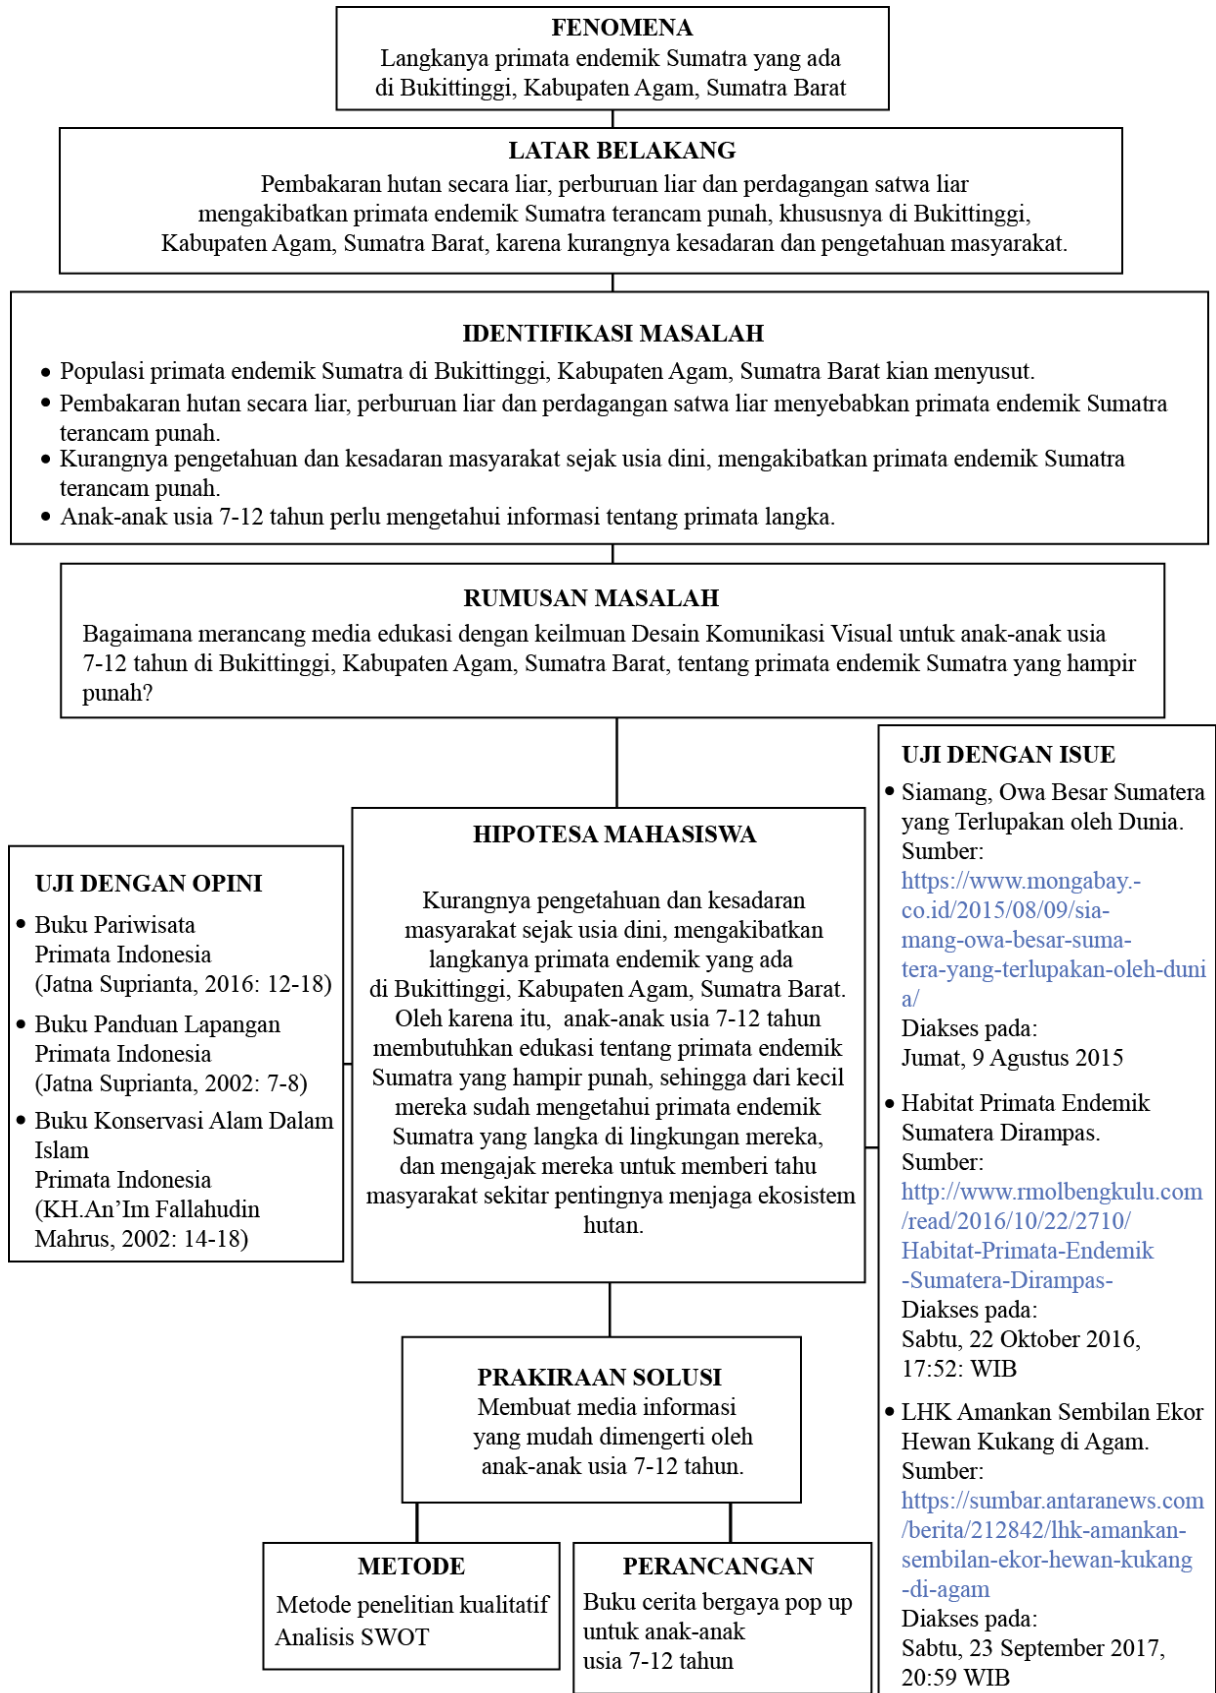 FENOMENA
Langkanya primata endemik Sumatra yang ada
di Bukittinggi, Kabupaten Agam, Sumatra Barat
LATAR BELAKANG
Pembakaran hutan secara liar, perburuan liar dan perdagangan satwa liar
mengakibatkan primata endemik Sumatra terancam punah, khususnya di Bukittinggi,
Kabupaten Agam, Sumatra Barat, karena kurangnya kesadaran dan pengetahuan masyarakat.
IDENTIFIKASI MASALAH
• Populasi primata endemik Sumatra di Bukittinggi, Kabupaten Agam, Sumatra Barat kian menyusut.
• Pembakaran hutan secara liar, perburuan liar dan perdagangan satwa liar menyebabkan primata endemik Sumatra
terancam punah.
• Kurangnya pengetahuan dan kesadaran masyarakat sejak usia dini, mengakibatkan primata endemik Sumatra
terancam punah.
• Anak-anak usia 7-12 tahun perlu mengetahui informasi tentang primata langka.
RUMUSAN MASALAH
Bagaimana merancang media edukasi dengan keilmuan Desain Komunikasi Visual untuk anak-anak usia
7-12 tahun di Bukittinggi, Kabupaten Agam, Sumatra Barat, tentang primata endemik Sumatra yang hampir
punah?
UJI DENGAN OPINI
• Buku Pariwisata
Primata Indonesia
(Jatna Suprianta, 2016: 12-18)
• Buku Panduan Lapangan
Primata Indonesia
(Jatna Suprianta, 2002: 7-8)
• Buku Konservasi Alam Dalam
Islam
Primata Indonesia
(KH.An’Im Fallahudin
Mahrus, 2002: 14-18)
HIPOTESA MAHASISWA
Kurangnya pengetahuan dan kesadaran
masyarakat sejak usia dini, mengakibatkan
langkanya primata endemik yang ada
di Bukittinggi, Kabupaten Agam, Sumatra Barat.
Oleh karena itu, anak-anak usia 7-12 tahun
membutuhkan edukasi tentang primata endemik
Sumatra yang hampir punah, sehingga dari kecil
mereka sudah mengetahui primata endemik
Sumatra yang langka di lingkungan mereka,
dan mengajak mereka untuk memberi tahu
masyarakat sekitar pentingnya menjaga ekosistem
hutan.
UJI DENGAN ISUE
• Siamang, Owa Besar Sumatera
yang Terlupakan oleh Dunia.
Sumber:
https://www.mongabay.-
co.id/2015/08/09/sia-
mang-owa-besar-suma-
tera-yang-terlupakan-oleh-duni
a/
Diakses pada:
Jumat, 9 Agustus 2015
• Habitat Primata Endemik
Sumatera Dirampas.
Sumber:
http://www.rmolbengkulu.com
/read/2016/10/22/2710/
Habitat-Primata-Endemik
-Sumatera-Dirampas-
Diakses pada:
Sabtu, 22 Oktober 2016,
17:52: WIB
• LHK Amankan Sembilan Ekor
Hewan Kukang di Agam.
Sumber:
https://sumbar.antaranews.com
/berita/212842/lhk-amankan-
sembilan-ekor-hewan-kukang
-di-agam
Diakses pada:
Sabtu, 23 September 2017,
20:59 WIB
PRAKIRAAN SOLUSI
Membuat media informasi
yang mudah dimengerti oleh
anak-anak usia 7-12 tahun.
METODE
Metode penelitian kualitatif
Analisis SWOT
PERANCANGAN
Buku cerita bergaya pop up
untuk anak-anak
usia 7-12 tahun